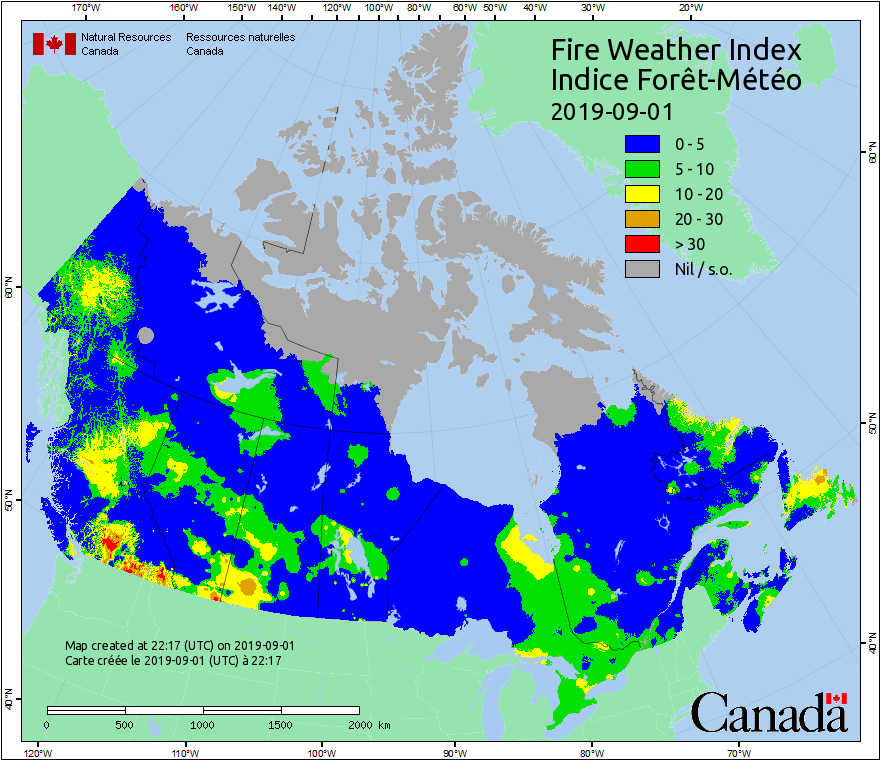 170°W 160°W 150°W 140°W 120°W 100°W 80°W 60°W 50°W 40°W 30°W 20°W
Natural Resources Ressources naturelles
Canada Canada
Fire Weather Index
Indice Forêt-Météo
2019-09-01
0 - 5
5 - 10
10 - 20
20 - 30
> 30
Nil / s.o.
60°N
60°N
50°N
50°N
40°N
40°N
Map created at 22:17 (UTC) on 2019-09-01
Carte créée le 2019-09-01 (UTC) à 22:17
0 500 1000 1500 2000 km
Canada
120°W 110°W 100°W 90°W 80°W 70°W